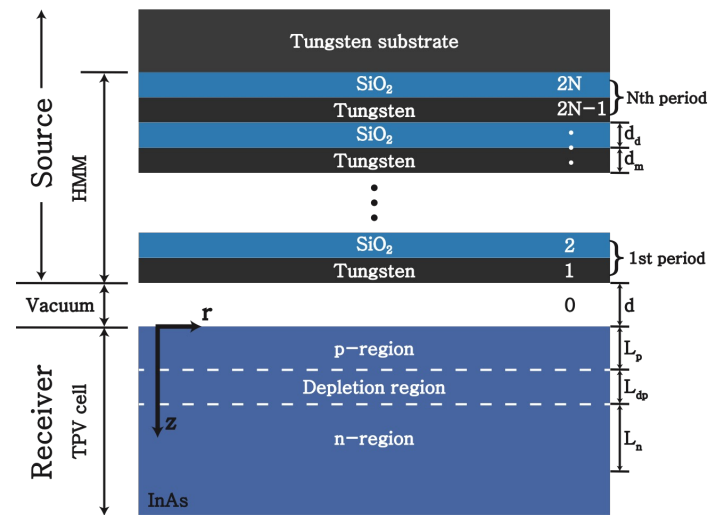 Tungsten substrate
SiO₂ 2N
Tungsten 2N-1
Nth period
SiO₂
Tungsten
d_d
d_m
SiO₂ 2
Tungsten 1
1st period
0
d
r
z
p-region
Depletion region
n-region
InAs
L_p
L_dp
L_n
Source
HMM
Vacuum
Receiver
TPV cell